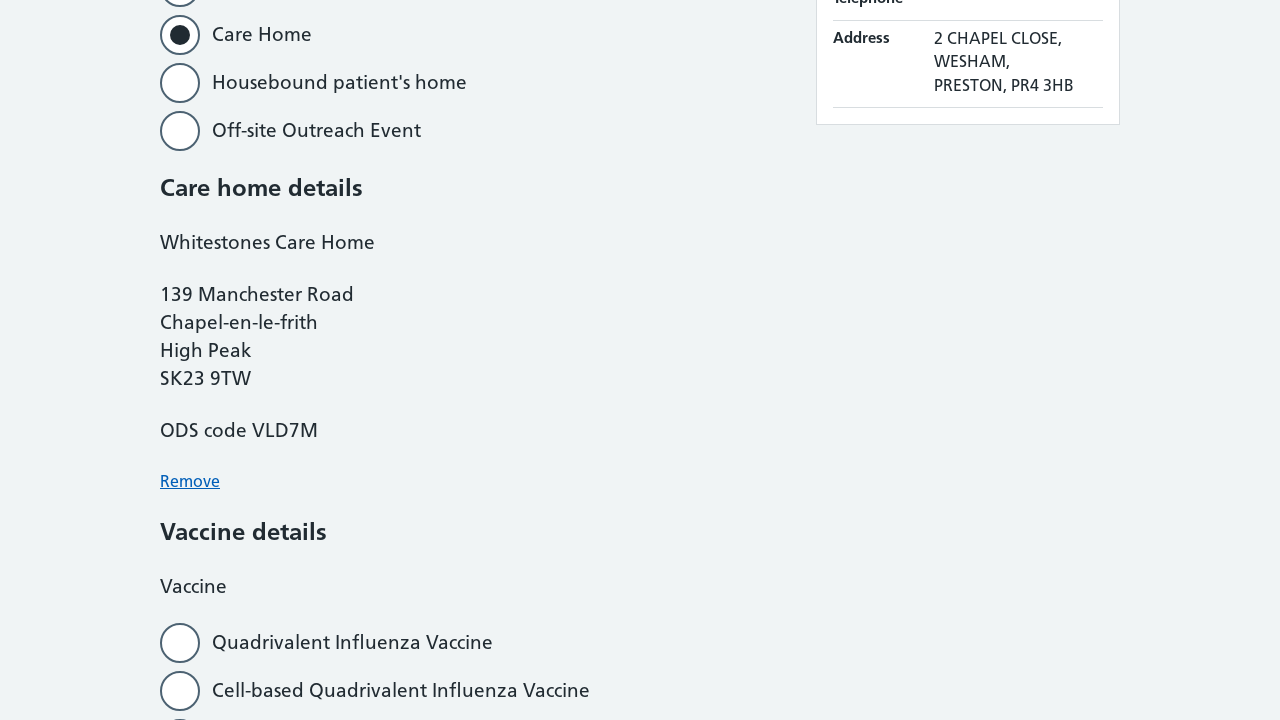 Care Home
Housebound patient's home
Off-site Outreach Event
Care home details
Whitestones Care Home
139 Manchester Road
Chapel-en-le-frith
High Peak
SK23 9TW
ODS code VLD7M
Remove
Vaccine details
Vaccine
Quadrivalent Influenza Vaccine
Cell-based Quadrivalent Influenza Vaccine
Telephone
Address
2 CHAPEL CLOSE,
WESHAM,
PRESTON, PR4 3HB